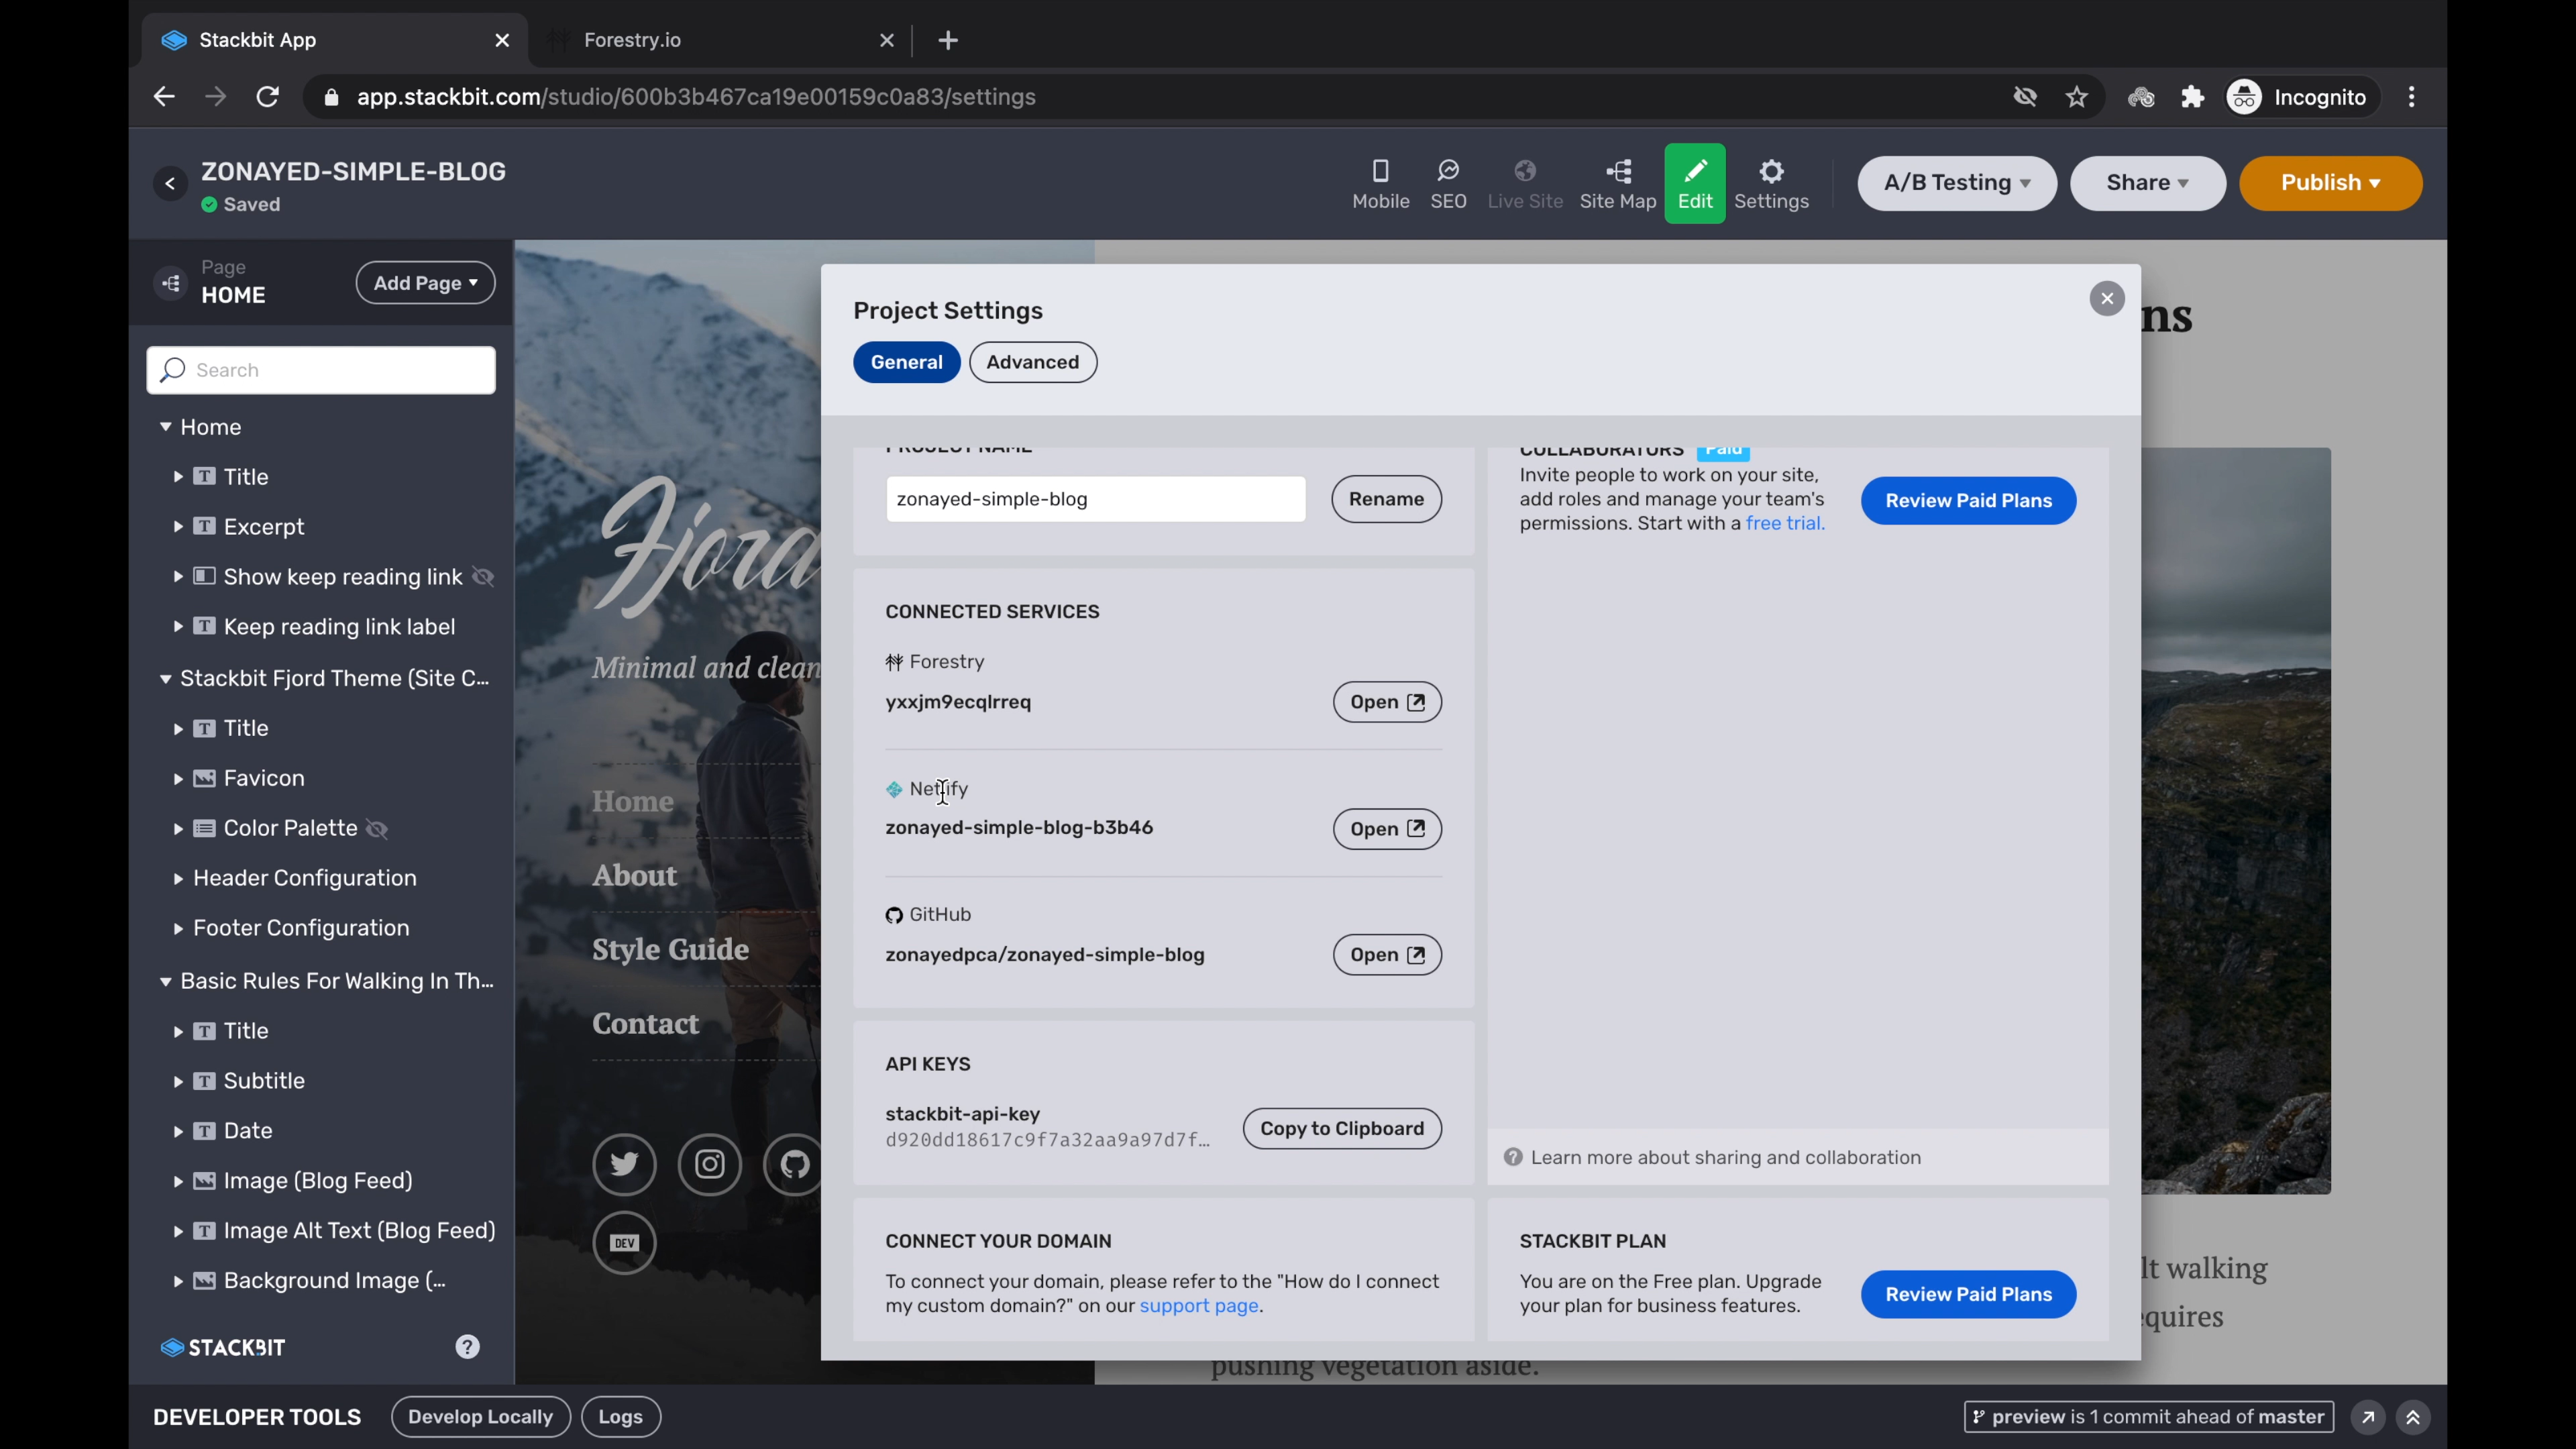 Stackbit App
Forestry.io
app.stackbit.com/studio/600b3b467ca19e00159c0a83/settings
Incognito
ZONAYED-SIMPLE-BLOG
Saved
Mobile
SEO
Live Site
Site Map
Edit
Settings
A/B Testing
Share
Publish
Page
HOME
Add Page
Search
Home
Title
Excerpt
Show keep reading link
Keep reading link label
Stackbit Fjord Theme (Site C...
Title
Favicon
Color Palette
Header Configuration
Footer Configuration
Basic Rules For Walking In Th...
Title
Subtitle
Date
Image (Blog Feed)
Image Alt Text (Blog Feed)
Background Image (...
STACKBIT
Fjord
Minimal and clean
Home
About
Style Guide
Contact
DEV
Project Settings
General
Advanced
PROJECT NAME
zonayed-simple-blog
Rename
CONNECTED SERVICES
Forestry
yxxjm9ecqlrreq
Open
Netlify
zonayed-simple-blog-b3b46
Open
GitHub
zonayedpca/zonayed-simple-blog
Open
API KEYS
stackbit-api-key
d920dd18617c9f7a32aa9a97d7f...
Copy to Clipboard
CONNECT YOUR DOMAIN
To connect your domain, please refer to the "How do I connect
my custom domain?" on our support page.
COLLABORATORS Paid
Invite people to work on your site,
add roles and manage your team's
permissions. Start with a free trial.
Review Paid Plans
Learn more about sharing and collaboration
STACKBIT PLAN
You are on the Free plan. Upgrade
your plan for business features.
Review Paid Plans
ns
lt walking
equires
pushing vegetation aside.
DEVELOPER TOOLS
Develop Locally
Logs
preview is 1 commit ahead of master